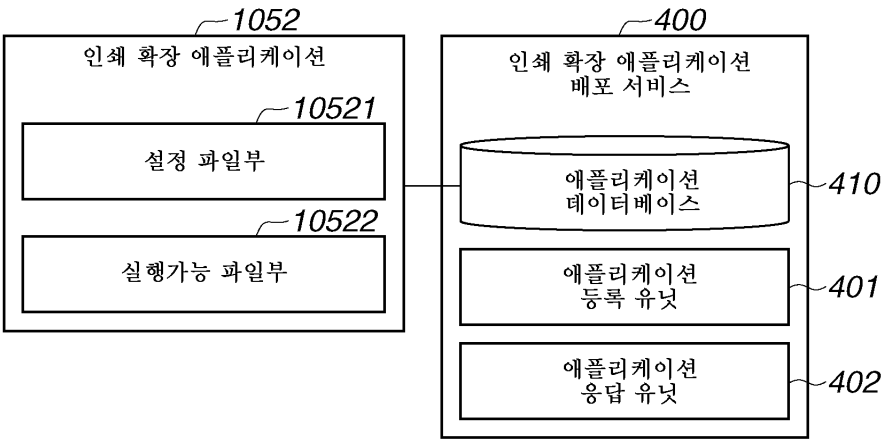 1052
인쇄 확장 애플리케이션
10521
설정 파일부
10522
실행가능 파일부
400
인쇄 확장 애플리케이션
배포 서비스
애플리케이션
데이터베이스
410
애플리케이션
등록 유닛
401
애플리케이션
응답 유닛
402